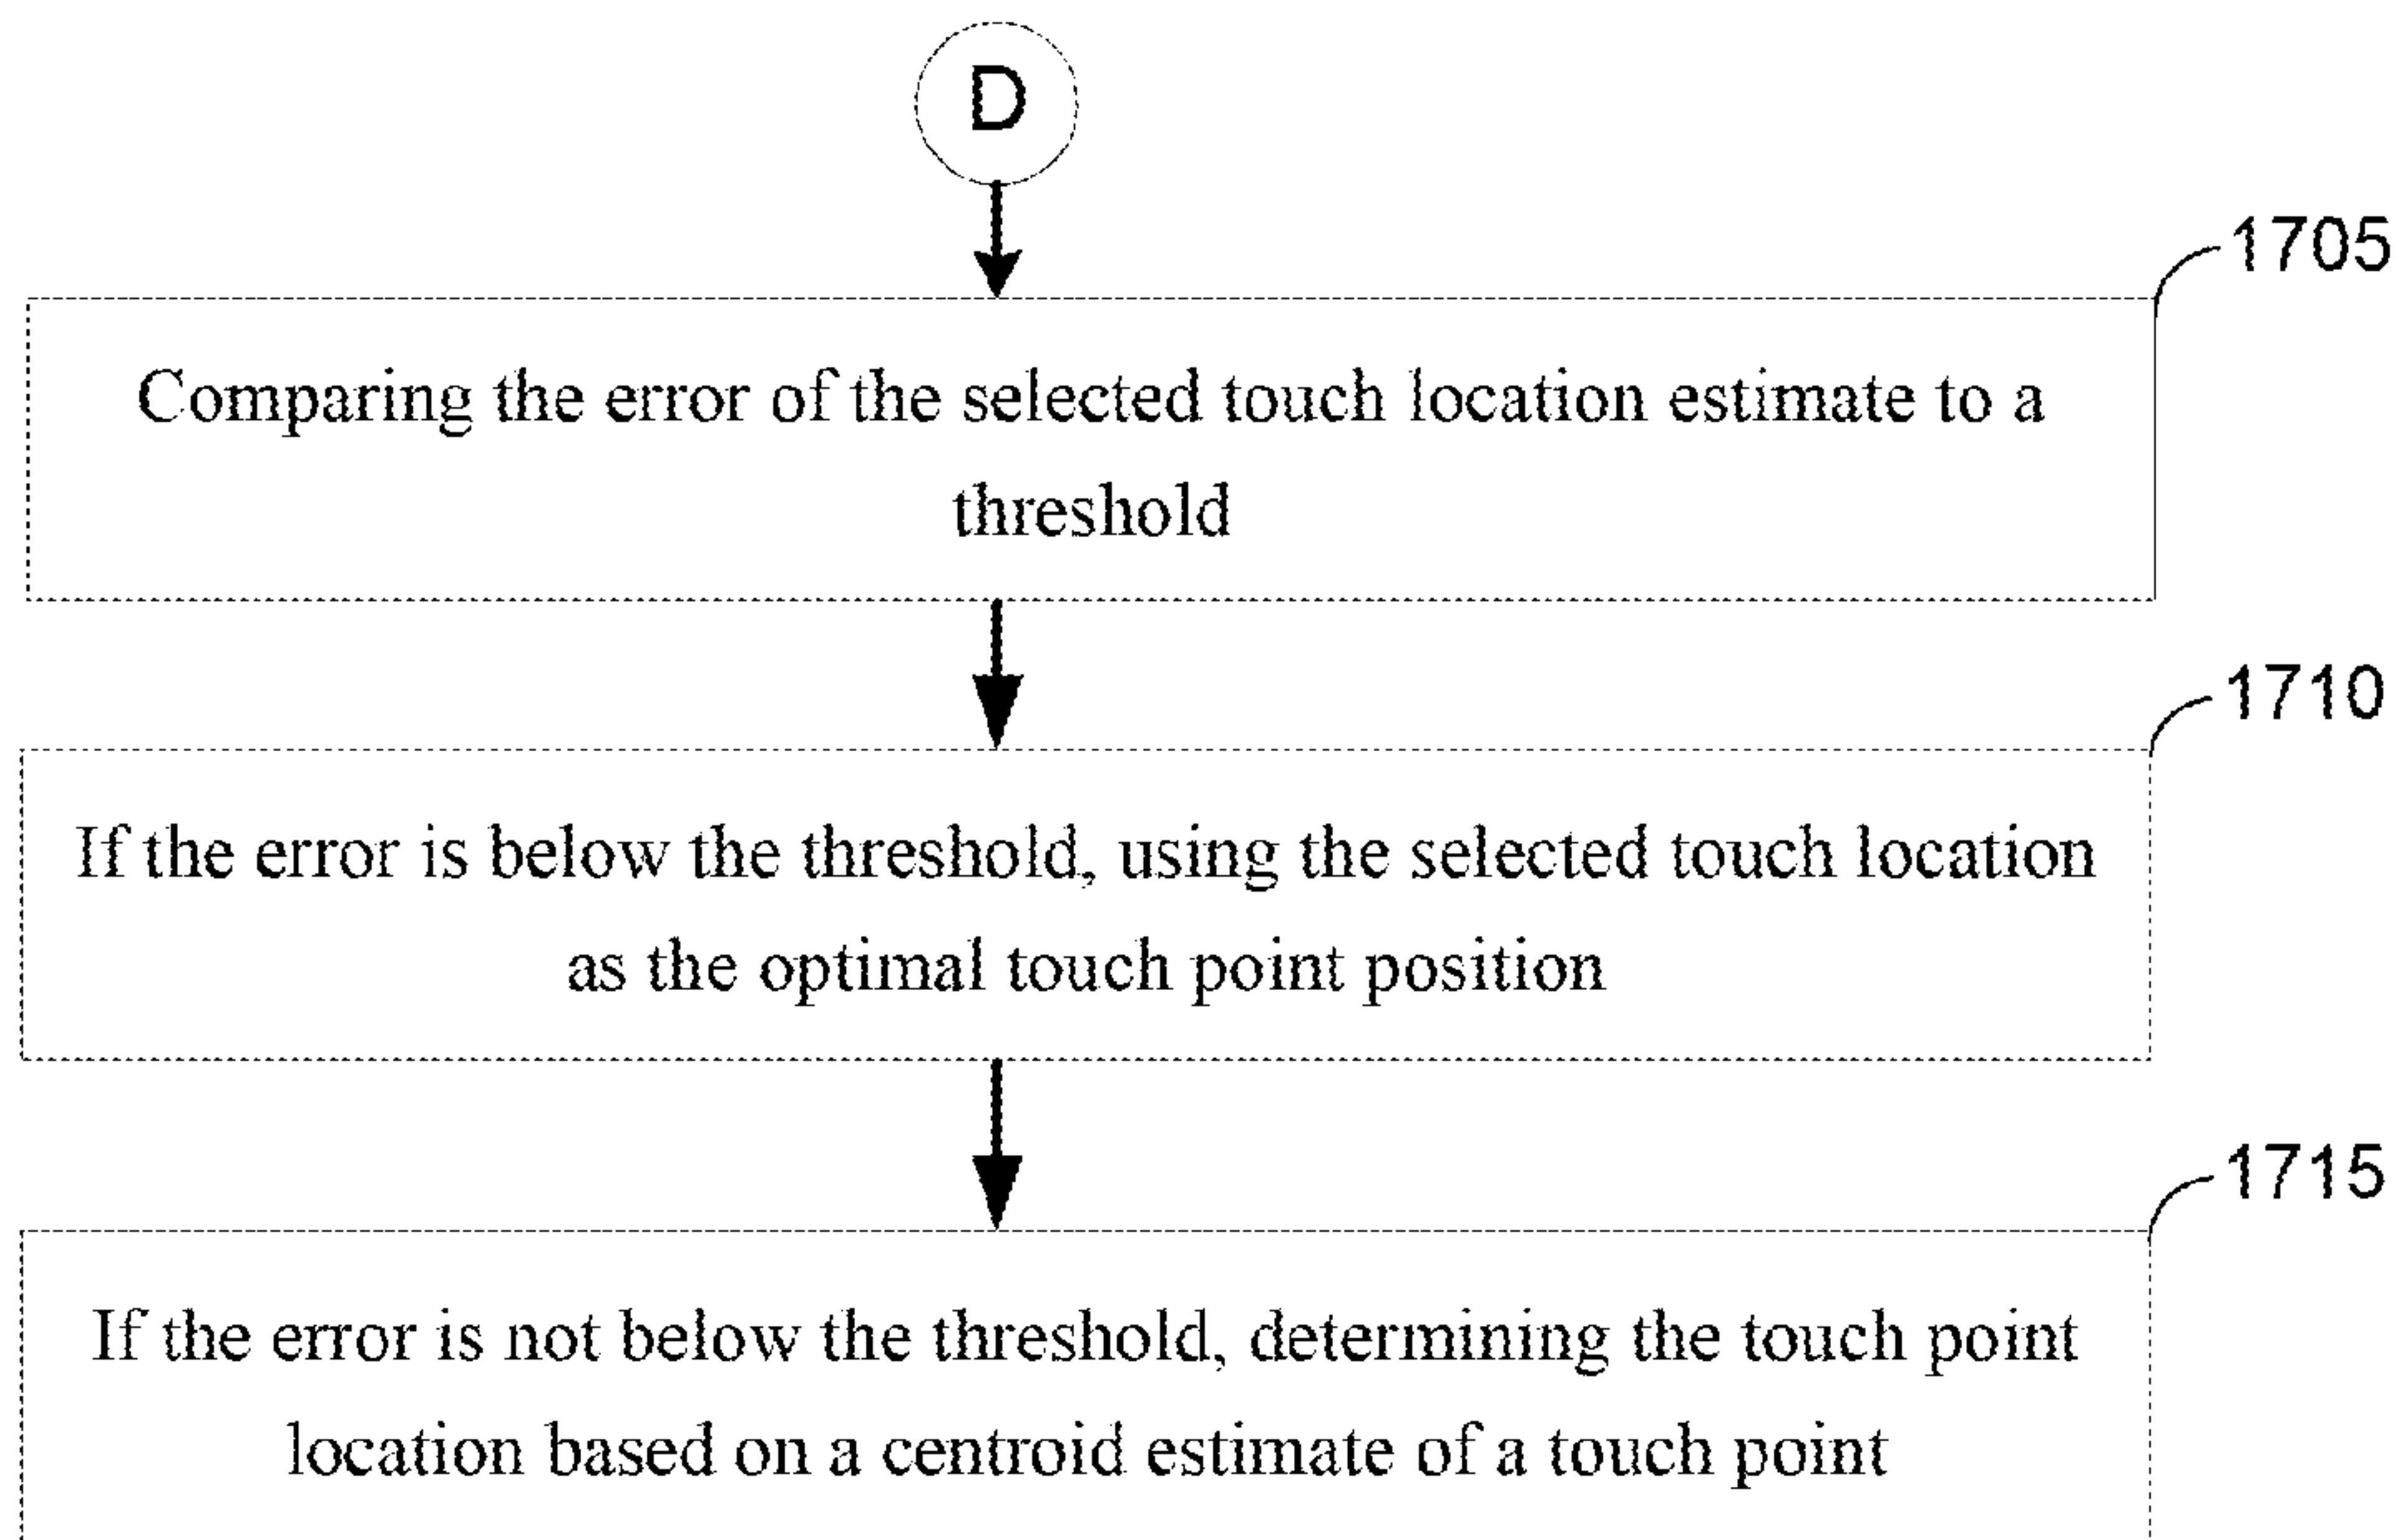 D
1705
Comparing the error of the selected touch location estimate to a
threshold
1710
If the error is below the threshold, using the selected touch location
as the optimal touch point position
1715
If the error is not below the threshold, determining the touch point
location based on a centroid estimate of a touch point